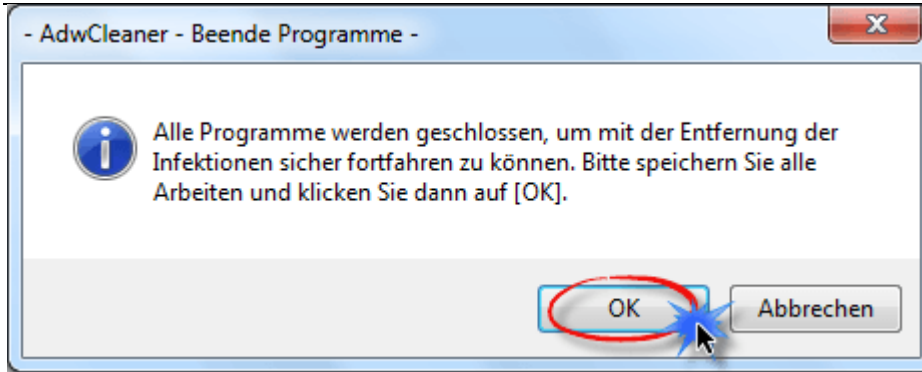 - AdwCleaner - Beende Programme -
Alle Programme werden geschlossen, um mit der Entfernung der
Infektionen sicher fortfahren zu können. Bitte speichern Sie alle
Arbeiten und klicken Sie dann auf [OK].
OK
Abbrechen